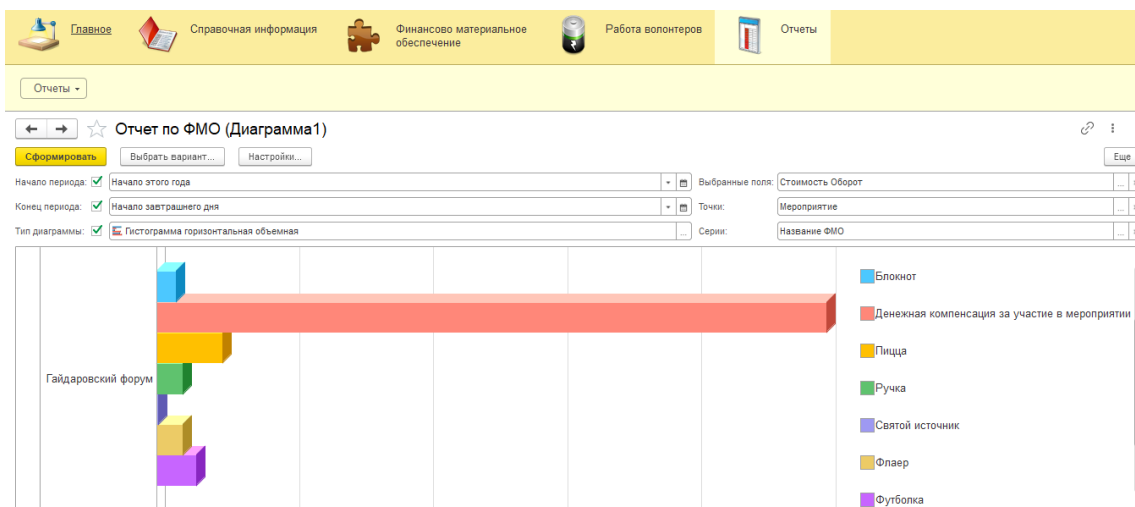 Главное
Справочная информация
Финансово материальное
обеспечение
Работа волонтеров
Отчеты
Отчеты
Отчет по ФМО (Диаграмма1)
Сформировать
Выбрать вариант...
Настройки...
Еще
Начало периода: Начало этого года
Выбранные поля: Стоимость Оборот
Конец периода: Начало завтрашнего дня
Точки: Мероприятие
Тип диаграммы: Гистограмма горизонтальная объемная
Серии: Название ФМО
Блокнот
Денежная компенсация за участие в мероприятии
Пицца
Гайдаровский форум
Ручка
Святой источник
Флаер
Футболка